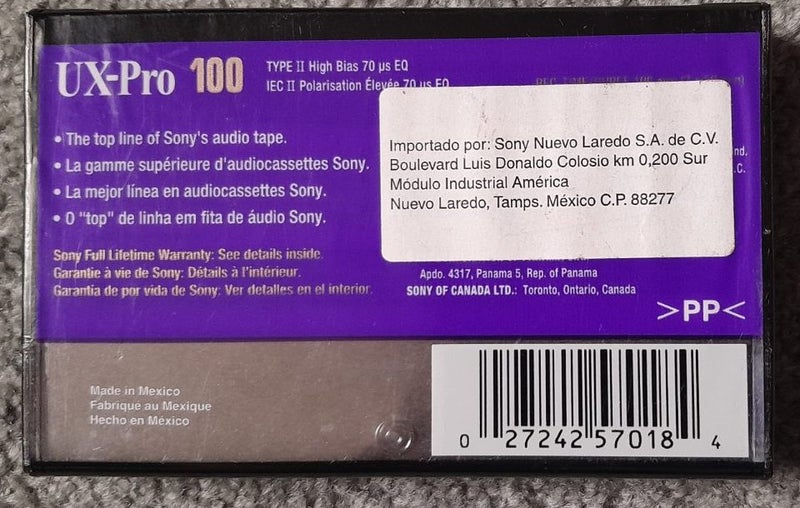 UX-Pro 100
TYPE II High Bias 70 µs EQ
IEC II Polarisation Élevée 70 µs EQ
• The top line of Sony's audio tape.
• La gamme supérieure d'audiocassettes Sony.
• La mejor línea en audiocassettes Sony.
• O "top" de linha em fita de áudio Sony.
Importado por: Sony Nuevo Laredo S.A. de C.V.
Boulevard Luis Donaldo Colosio km 0,200 Sur
Módulo Industrial América
Nuevo Laredo, Tamps. México C.P. 88277
nd.
.C.
Sony Full Lifetime Warranty: See details inside.
Garantie à vie de Sony: Détails à l'intérieur.
Garantia de por vida de Sony: Ver detalles en el interior.
Apdo. 4317, Panama 5, Rep. of Panama
SONY OF CANADA LTD.: Toronto, Ontario, Canada
>PP<
Made in Mexico
Fabriqué au Mexique
Hecho en México
0 27242 57018 4